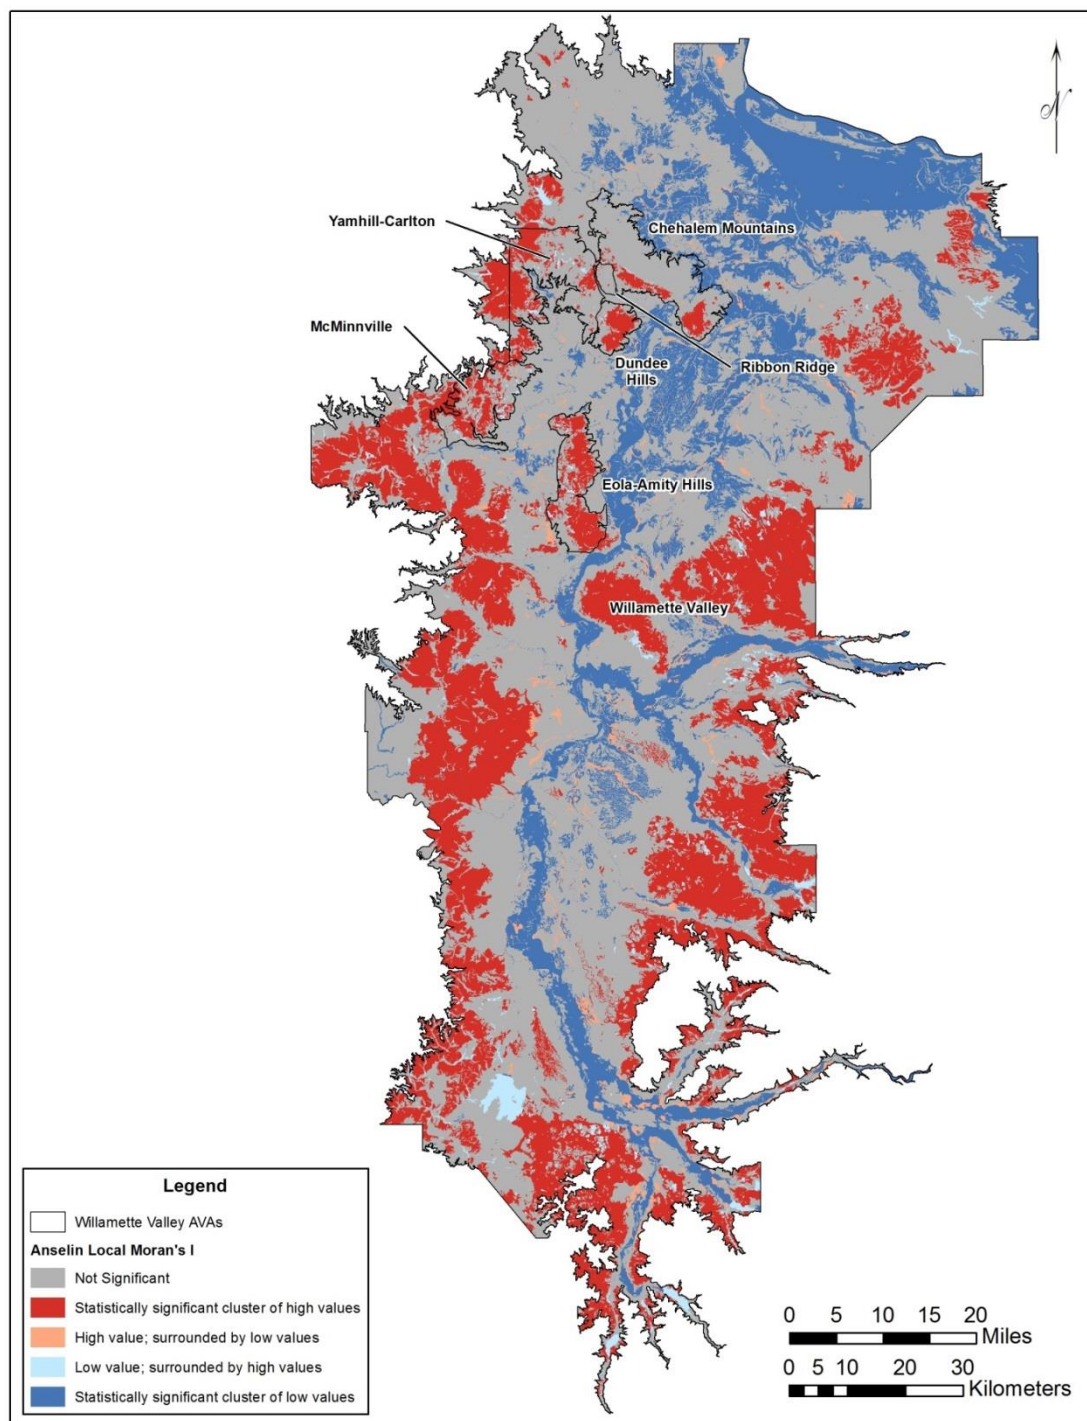 N
Yamhill-Carlton
Chehalem Mountains
McMinnville
Dundee
Hills
Ribbon Ridge
Eola-Amity Hills
Willamette Valley
Legend
Willamette Valley AVAs
Anselin Local Moran's I
Not Significant
Statistically significant cluster of high values
High value; surrounded by low values
Low value; surrounded by high values
Statistically significant cluster of low values
0 5 10 15 20
Miles
0 5 10 20 30
Kilometers